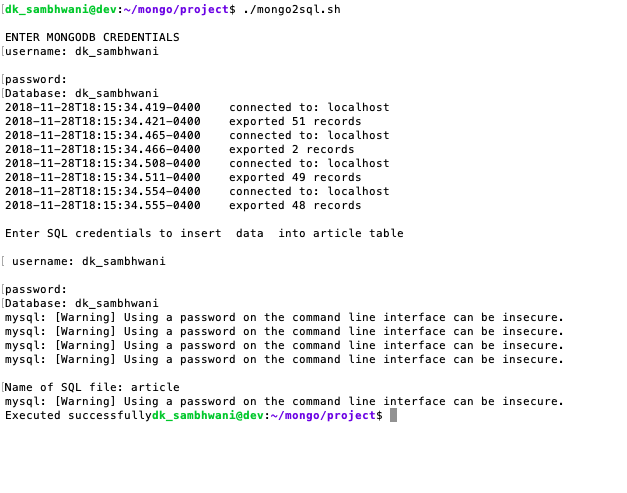 dk_sambhwani@dev:~/mongo/project$ ./mongo2sql.sh
ENTER MONGODB CREDENTIALS
[username: dk_sambhwani
[password:
[Database: dk_sambhwani
2018-11-28T18:15:34.419-0400    connected to: localhost
2018-11-28T18:15:34.421-0400    exported 51 records
2018-11-28T18:15:34.465-0400    connected to: localhost
2018-11-28T18:15:34.466-0400    exported 2 records
2018-11-28T18:15:34.508-0400    connected to: localhost
2018-11-28T18:15:34.511-0400    exported 49 records
2018-11-28T18:15:34.554-0400    connected to: localhost
2018-11-28T18:15:34.555-0400    exported 48 records
Enter SQL credentials to insert  data  into article table
[ username: dk_sambhwani
[password:
[Database: dk_sambhwani
mysql: [Warning] Using a password on the command line interface can be insecure.
mysql: [Warning] Using a password on the command line interface can be insecure.
mysql: [Warning] Using a password on the command line interface can be insecure.
mysql: [Warning] Using a password on the command line interface can be insecure.
[Name of SQL file: article
mysql: [Warning] Using a password on the command line interface can be insecure.
Executed successfullydk_sambhwani@dev:~/mongo/project$